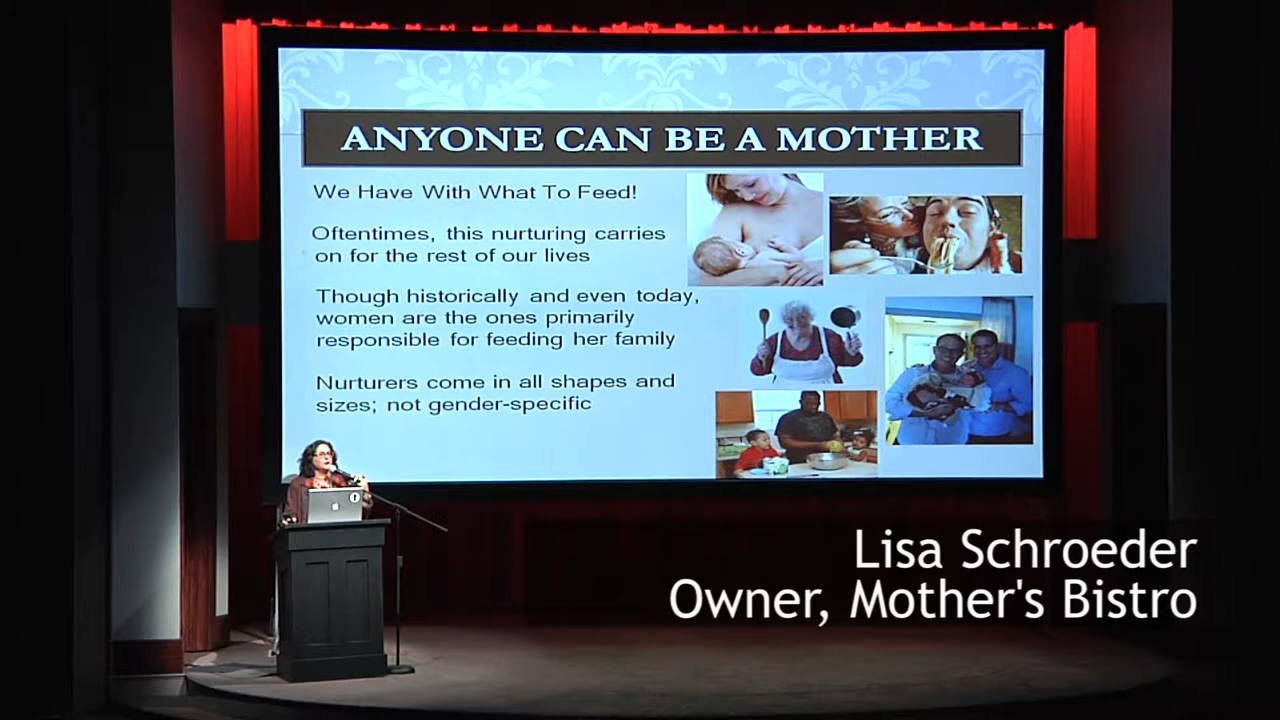 ANYONE CAN BE A MOTHER
We Have With What To Feed!
Oftentimes, this nurturing carries
on for the rest of our lives
Though historically and even today,
women are the ones primarily
responsible for feeding her family
Nurturers come in all shapes and
sizes; not gender-specific
Lisa Schroeder
Owner, Mother's Bistro